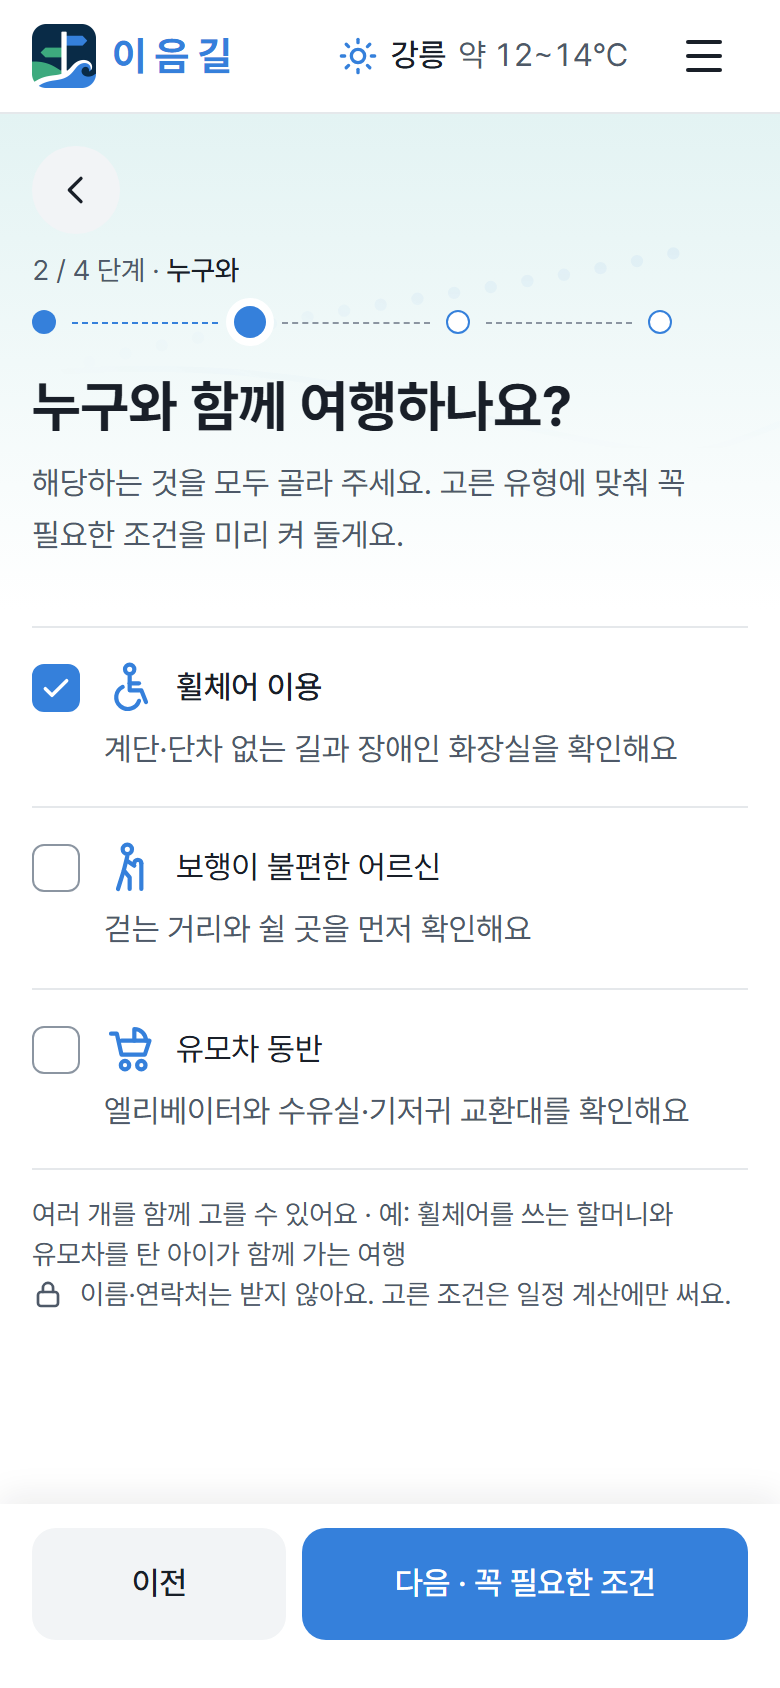 이음길
강릉 약 12~14°C
2 / 4 단계 · 누구와
누구와 함께 여행하나요?
해당하는 것을 모두 골라 주세요. 고른 유형에 맞춰 꼭
필요한 조건을 미리 켜 둘게요.
휠체어 이용
계단·단차 없는 길과 장애인 화장실을 확인해요
보행이 불편한 어르신
걷는 거리와 쉴 곳을 먼저 확인해요
유모차 동반
엘리베이터와 수유실·기저귀 교환대를 확인해요
여러 개를 함께 고를 수 있어요 · 예: 휠체어를 쓰는 할머니와
유모차를 탄 아이가 함께 가는 여행
이름·연락처는 받지 않아요. 고른 조건은 일정 계산에만 써요.
이전
다음 · 꼭 필요한 조건